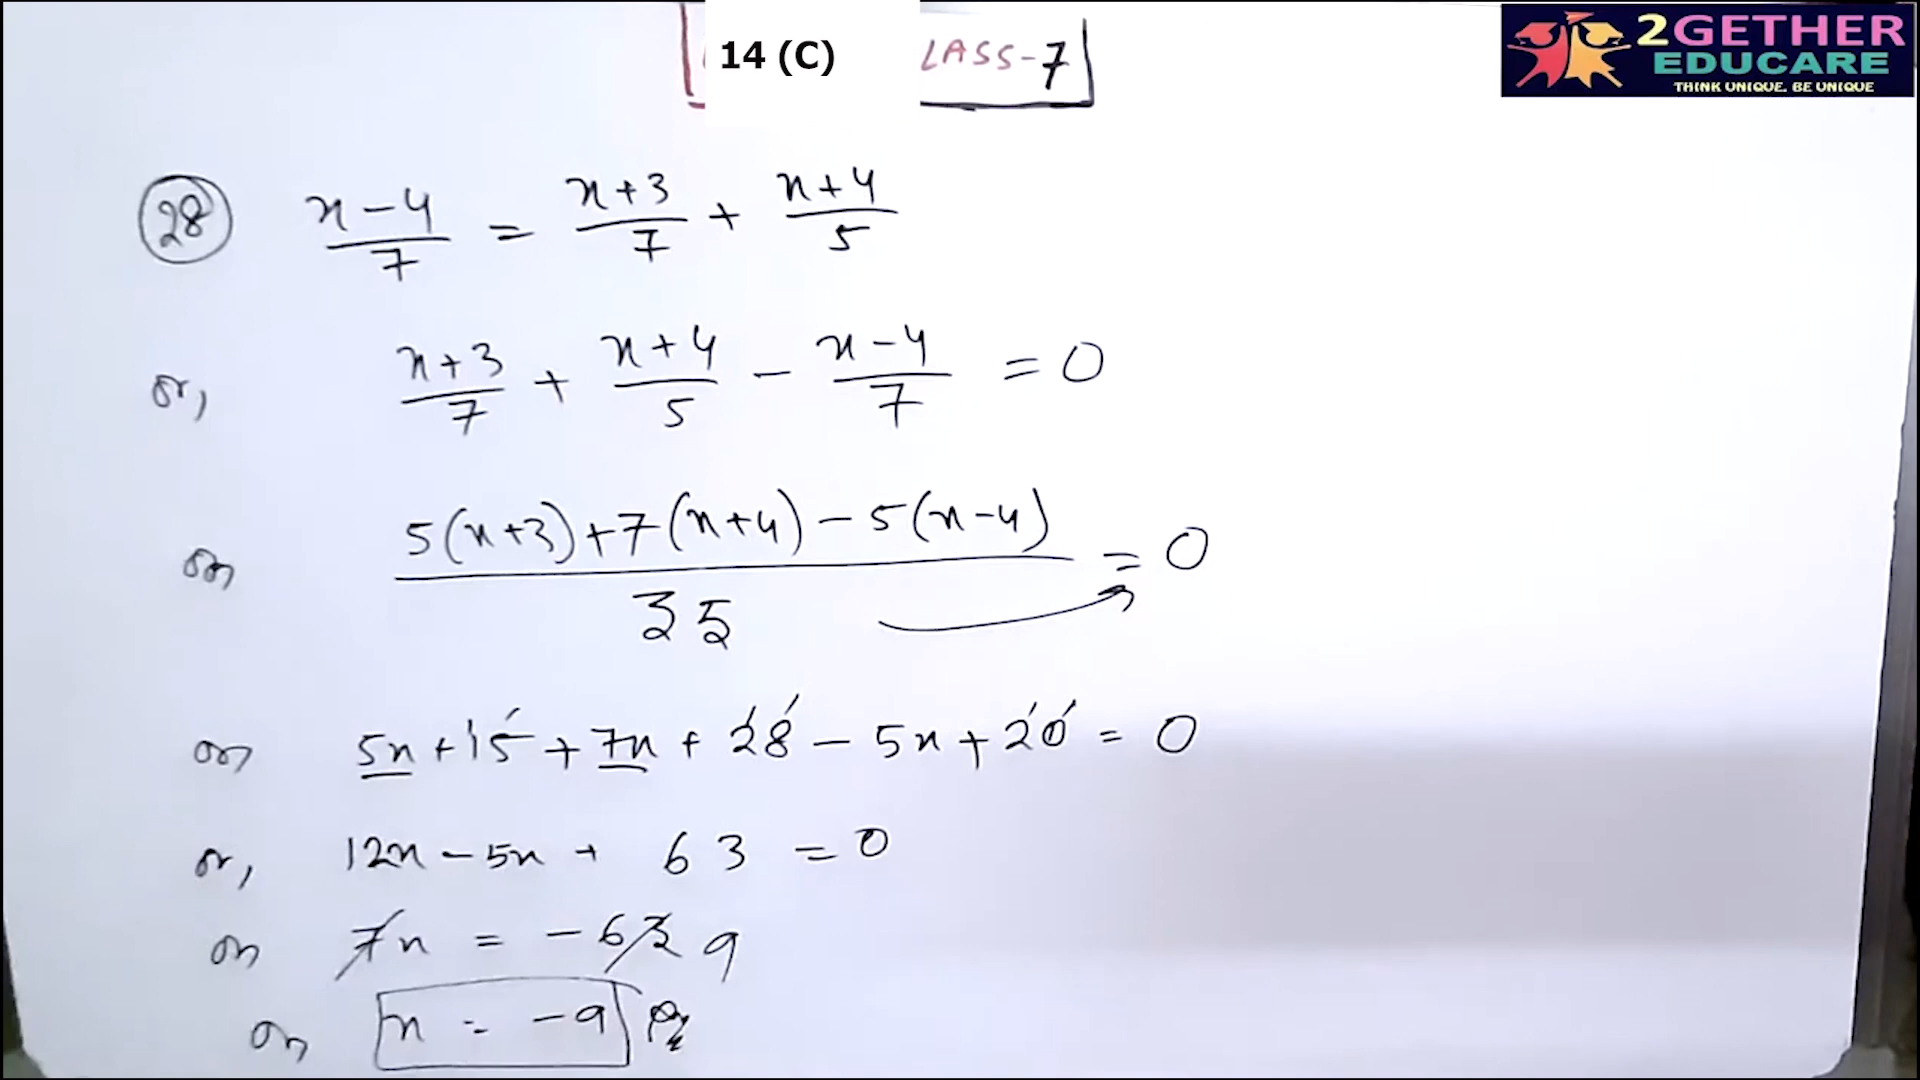 14 (C) LASS-7
2GETHER
EDUCARE
THINK UNIQUE. BE UNIQUE
28 (x-4)/7 = (x+3)/7 + (x+4)/5
or, (x+3)/7 + (x+4)/5 - (x-4)/7 = 0
or (5(x+3)+7(x+4)-5(x-4))/35 = 0
or 5x+15+7x+28-5x+20 = 0
or, 12x-5x+63 = 0
or 7x = -63 9
or x = -9